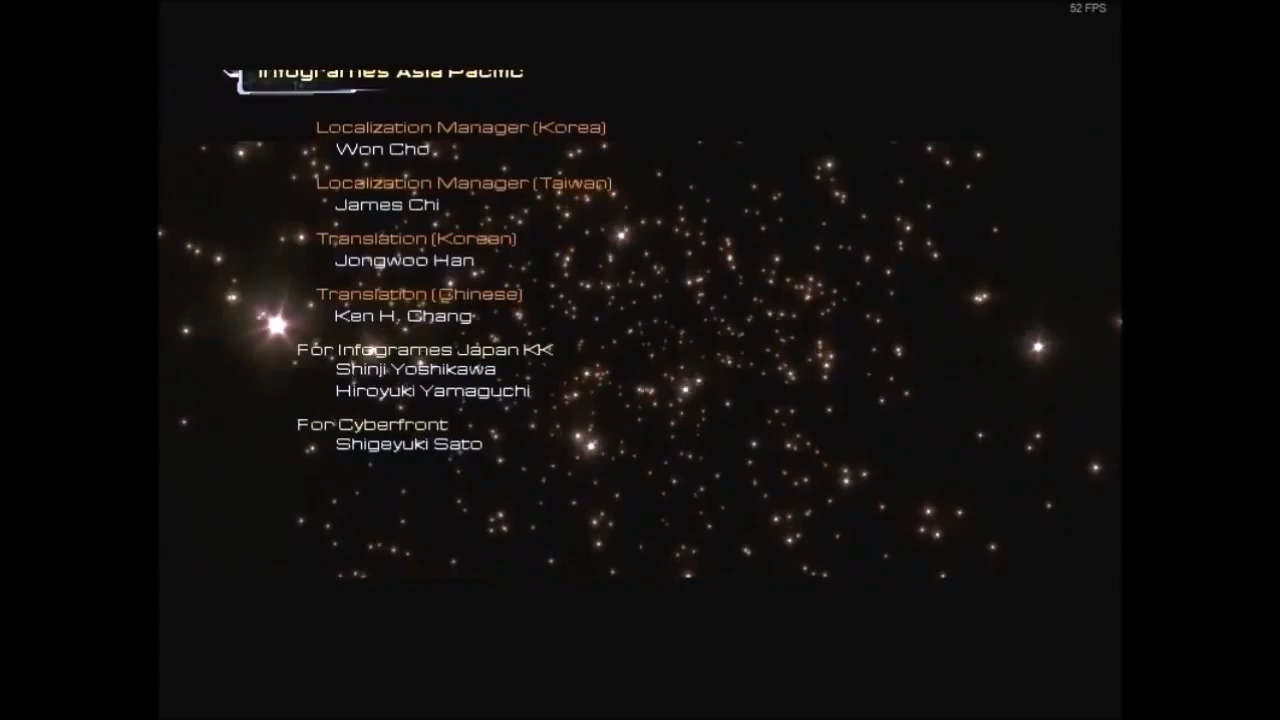 52 FPS
Infogrames Asia Pacific
Localization Manager (Korea)
Won Cho
Localization Manager (Taiwan)
James Chi
Translation (Korean)
Jongwoo Han
Translation (Chinese)
Ken H. Chang
For Infogrames Japan KK
Shinji Yoshikawa
Hiroyuki Yamaguchi
For Cyberfront
Shigeyuki Sato